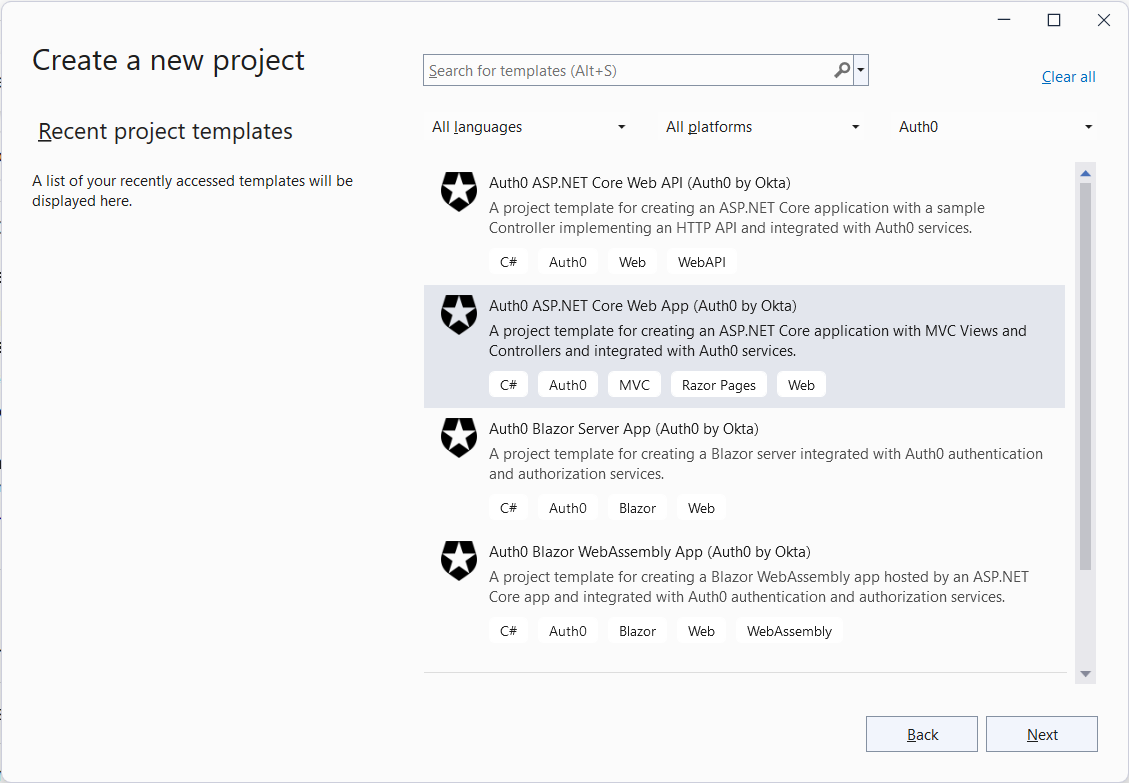 Create a new project
Search for templates (Alt+S)
Clear all
Recent project templates
A list of your recently accessed templates will be
displayed here.
All languages
All platforms
Auth0
Auth0 ASP.NET Core Web API (Auth0 by Okta)
A project template for creating an ASP.NET Core application with a sample
Controller implementing an HTTP API and integrated with Auth0 services.
C# Auth0 Web WebAPI
Auth0 ASP.NET Core Web App (Auth0 by Okta)
A project template for creating an ASP.NET Core application with MVC Views and
Controllers and integrated with Auth0 services.
C# Auth0 MVC Razor Pages Web
Auth0 Blazor Server App (Auth0 by Okta)
A project template for creating a Blazor server integrated with Auth0 authentication
and authorization services.
C# Auth0 Blazor Web
Auth0 Blazor WebAssembly App (Auth0 by Okta)
A project template for creating a Blazor WebAssembly app hosted by an ASP.NET
Core app and integrated with Auth0 authentication and authorization services.
C# Auth0 Blazor Web WebAssembly
Back
Next